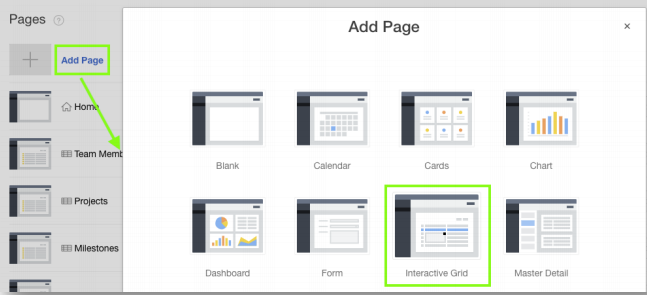 Pages ?
Add Page
Home
Team Memb
Projects
Milestones
Add Page
×
Blank
Calendar
Cards
Chart
Dashboard
Form
Interactive Grid
Master Detail